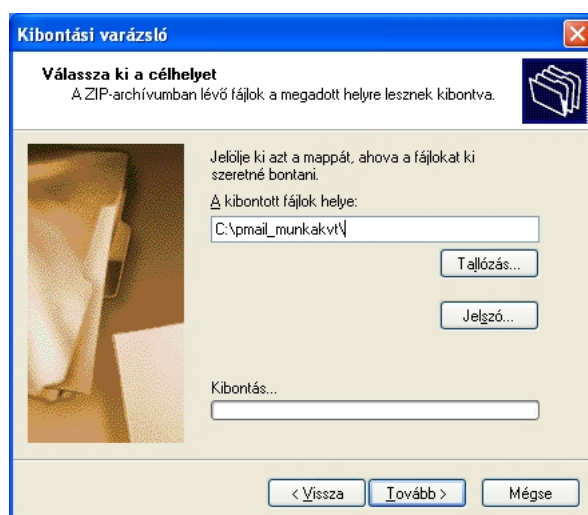 Kibontási varázsló
Válassza ki a célhelyet
A ZIP-archívumban lévő fájlok a megadott helyre lesznek kibontva.
Jelölje ki azt a mappát, ahova a fájlokat ki
szeretné bontani.
A kibontott fájlok helye:
C:\pmail_munkakvt\
Tallózás...
Jelszó...
Kibontás...
< Vissza
Tovább >
Mégse